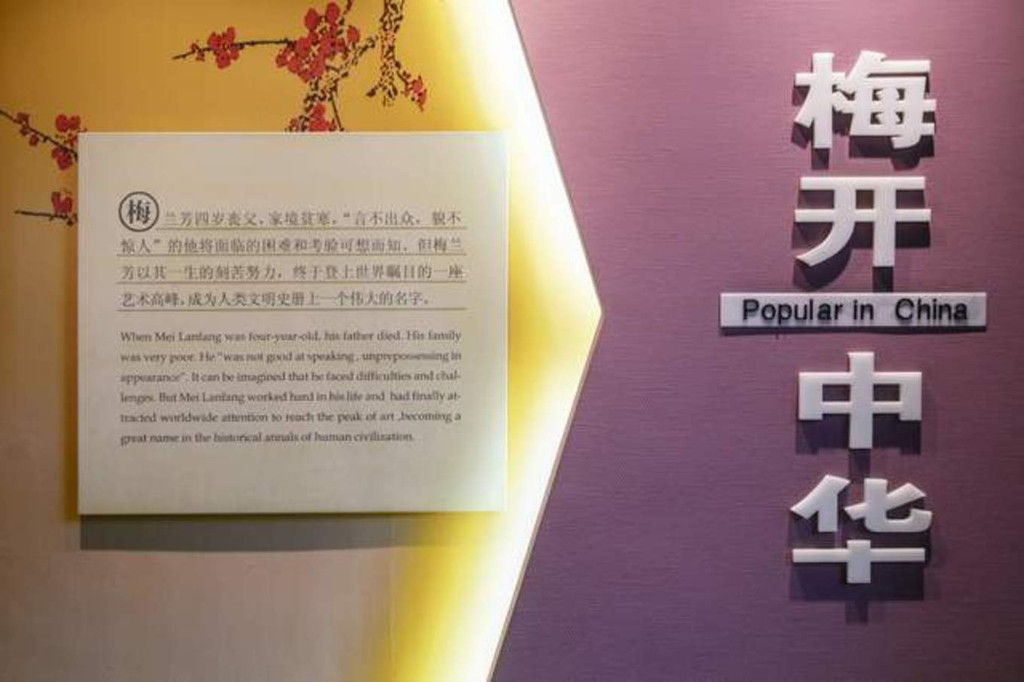 梅兰芳四岁丧父、家境贫寒，“言不出众，貌不
惊人”的他将面临的困难和考验可想而知，但梅兰
芳以其一生的刻苦努力，终于登上世界瞩目的一座
艺术高峰，成为人类文明史册上一个伟大的名字。
When Mei Lanfang was four-year-old, his father died. His family
was very poor. He "was not good at speaking , unprepossessing in
appearance". It can be imagined that he faced difficulties and chal-
lenges. But Mei Lanfang worked hard in his life and had finally at-
tracted worldwide attention to reach the peak of art ,becoming a
great name in the historical annals of human civilization.
梅开
Popular in China
中华